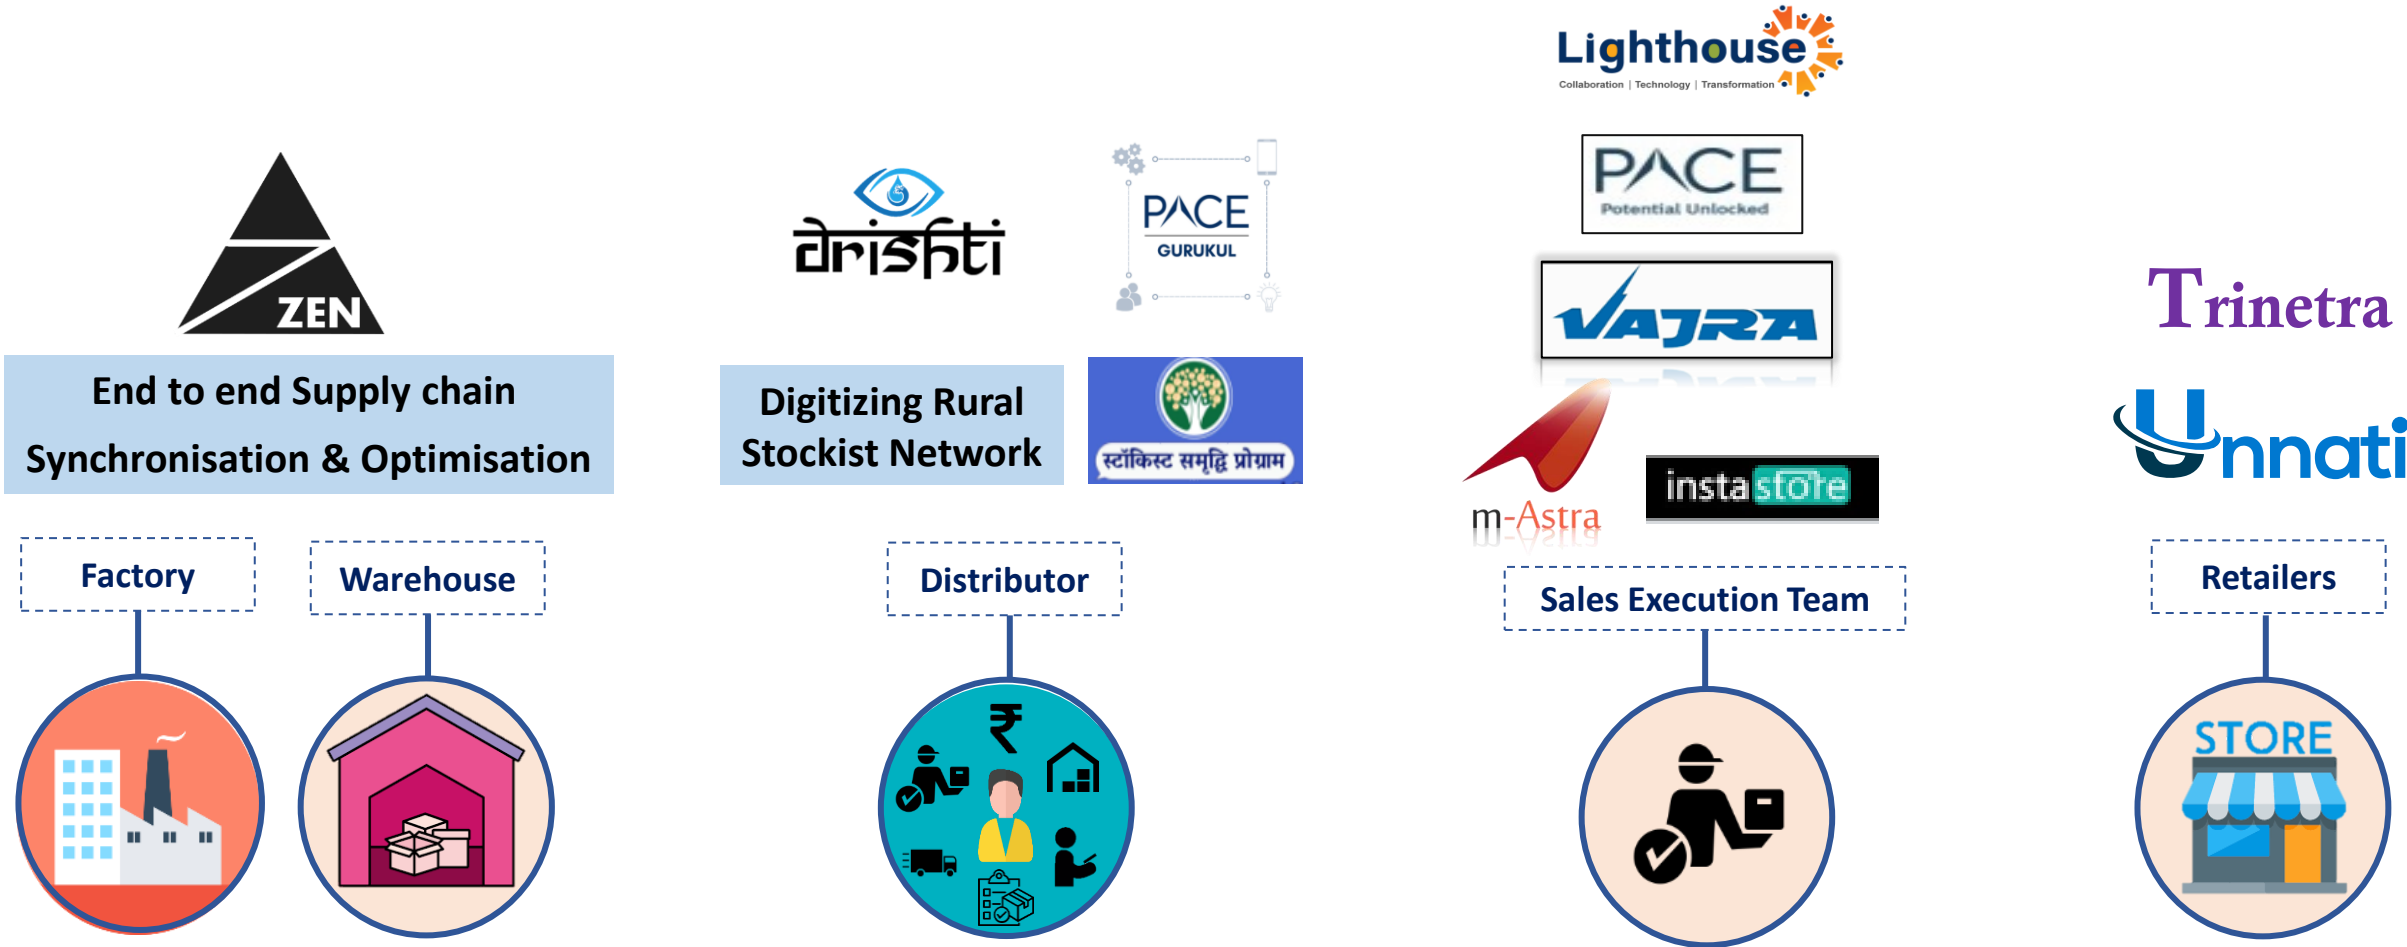 ZEN
End to end Supply chain
Synchronisation & Optimisation
Factory
Warehouse
drishti
PACE
GURUKUL
Digitizing Rural
Stockist Network
स्टॉकिस्ट समृद्धि प्रोग्राम
Distributor
₹
Lighthouse
Collaboration | Technology | Transformation
PACE
Potential Unlocked
VAJRA
m-Astra
instastore
Sales Execution Team
Trinetra
Unnati
Retailers
STORE